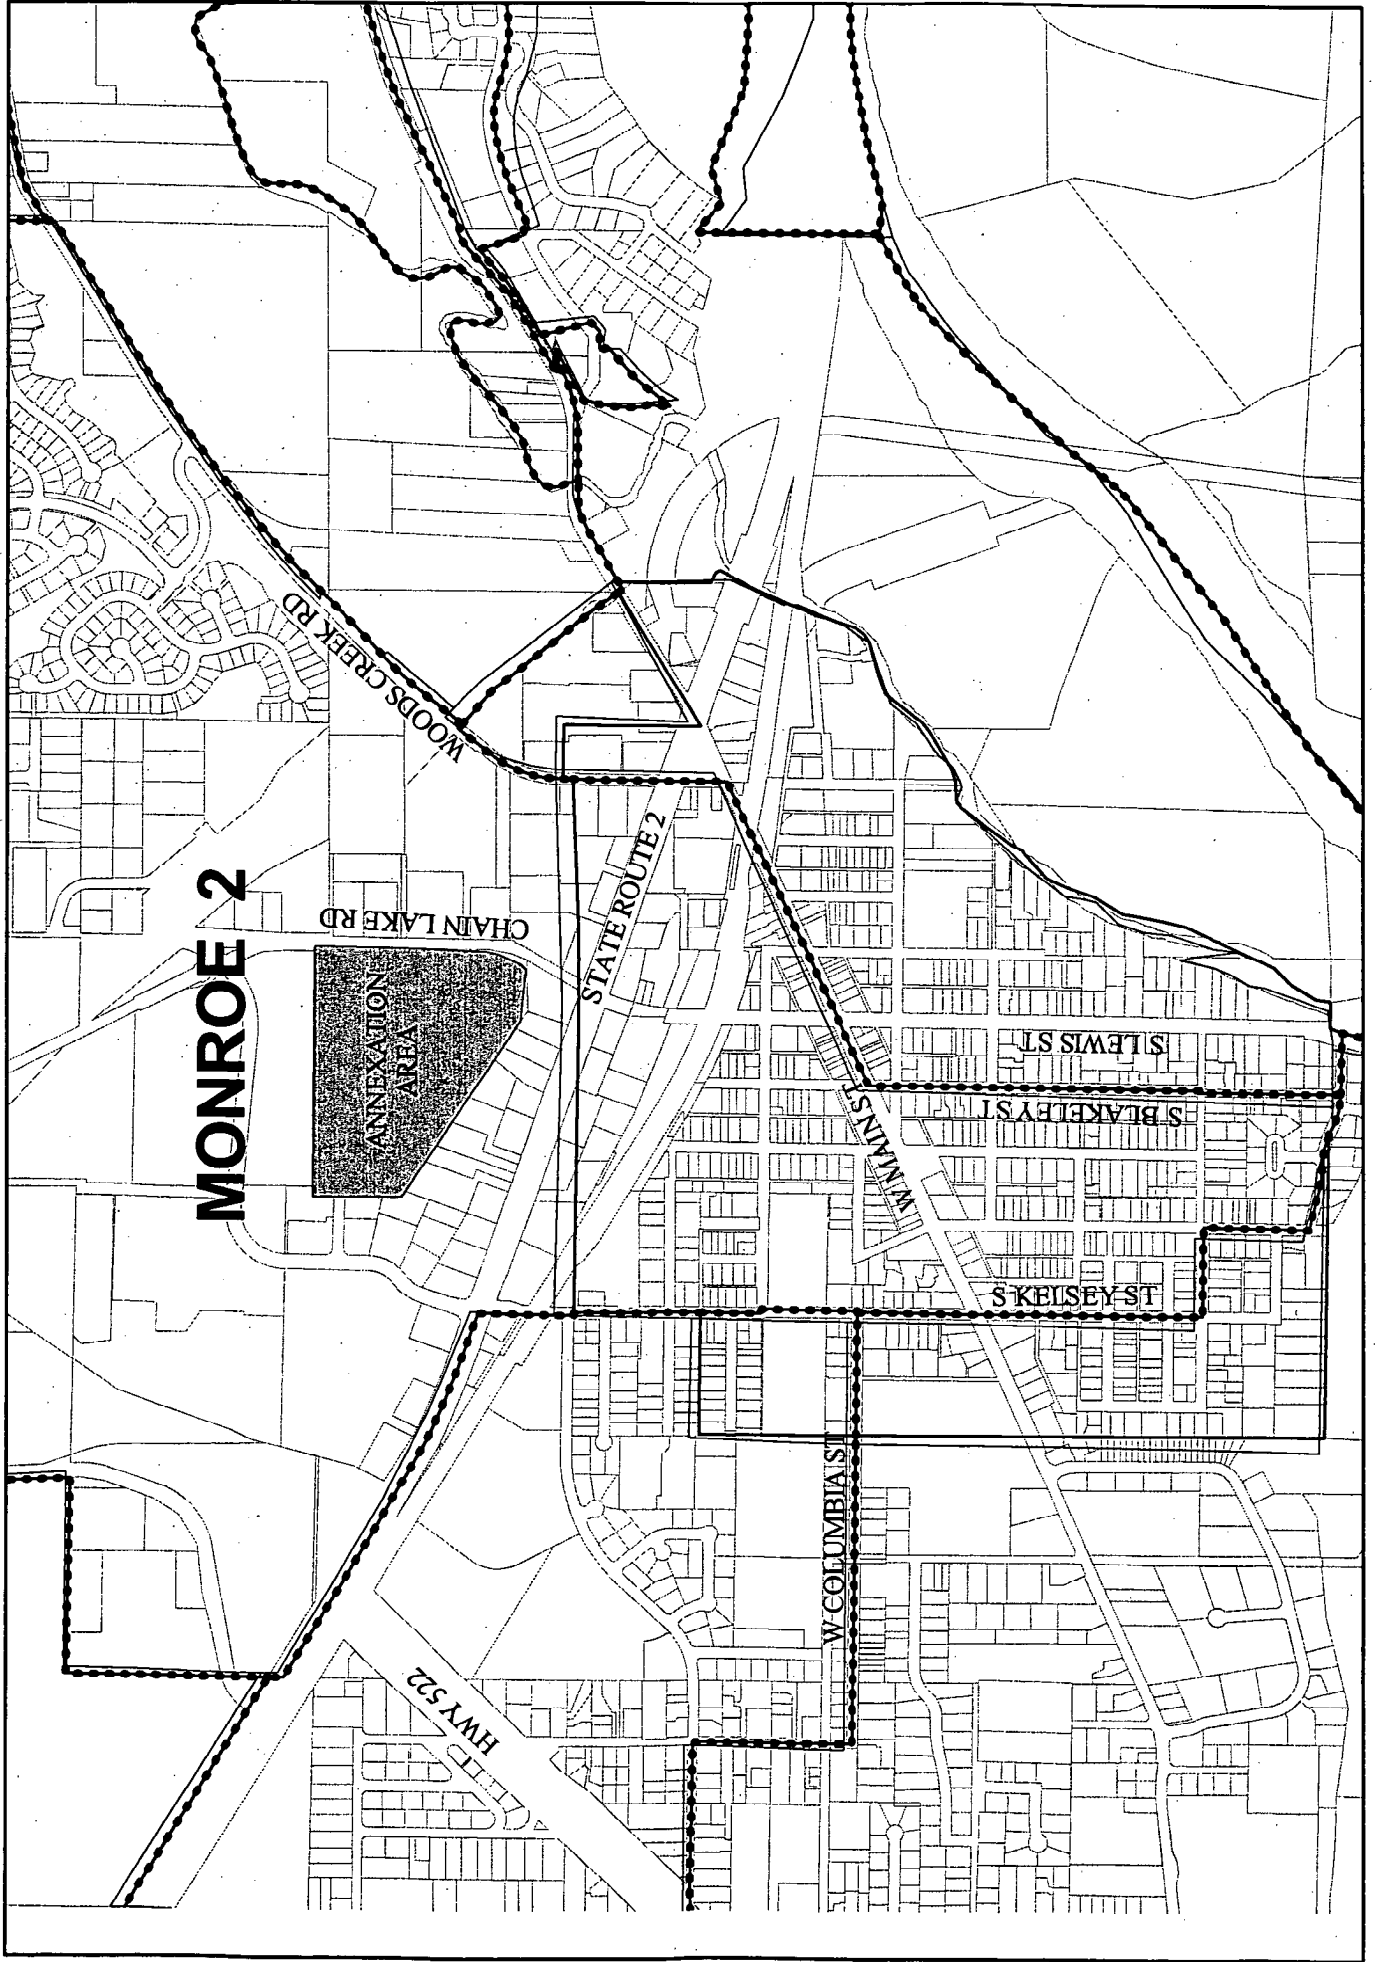 MONROE 2
WOODS CREEK RD
CHAIN LAKE RD
ANNEXATION
AREA
STATE ROUTE 2
S LEWIS ST
S BLAKELEY ST
W MAIN ST
S KELSEY ST
W COLUMBIA ST
HWY 522